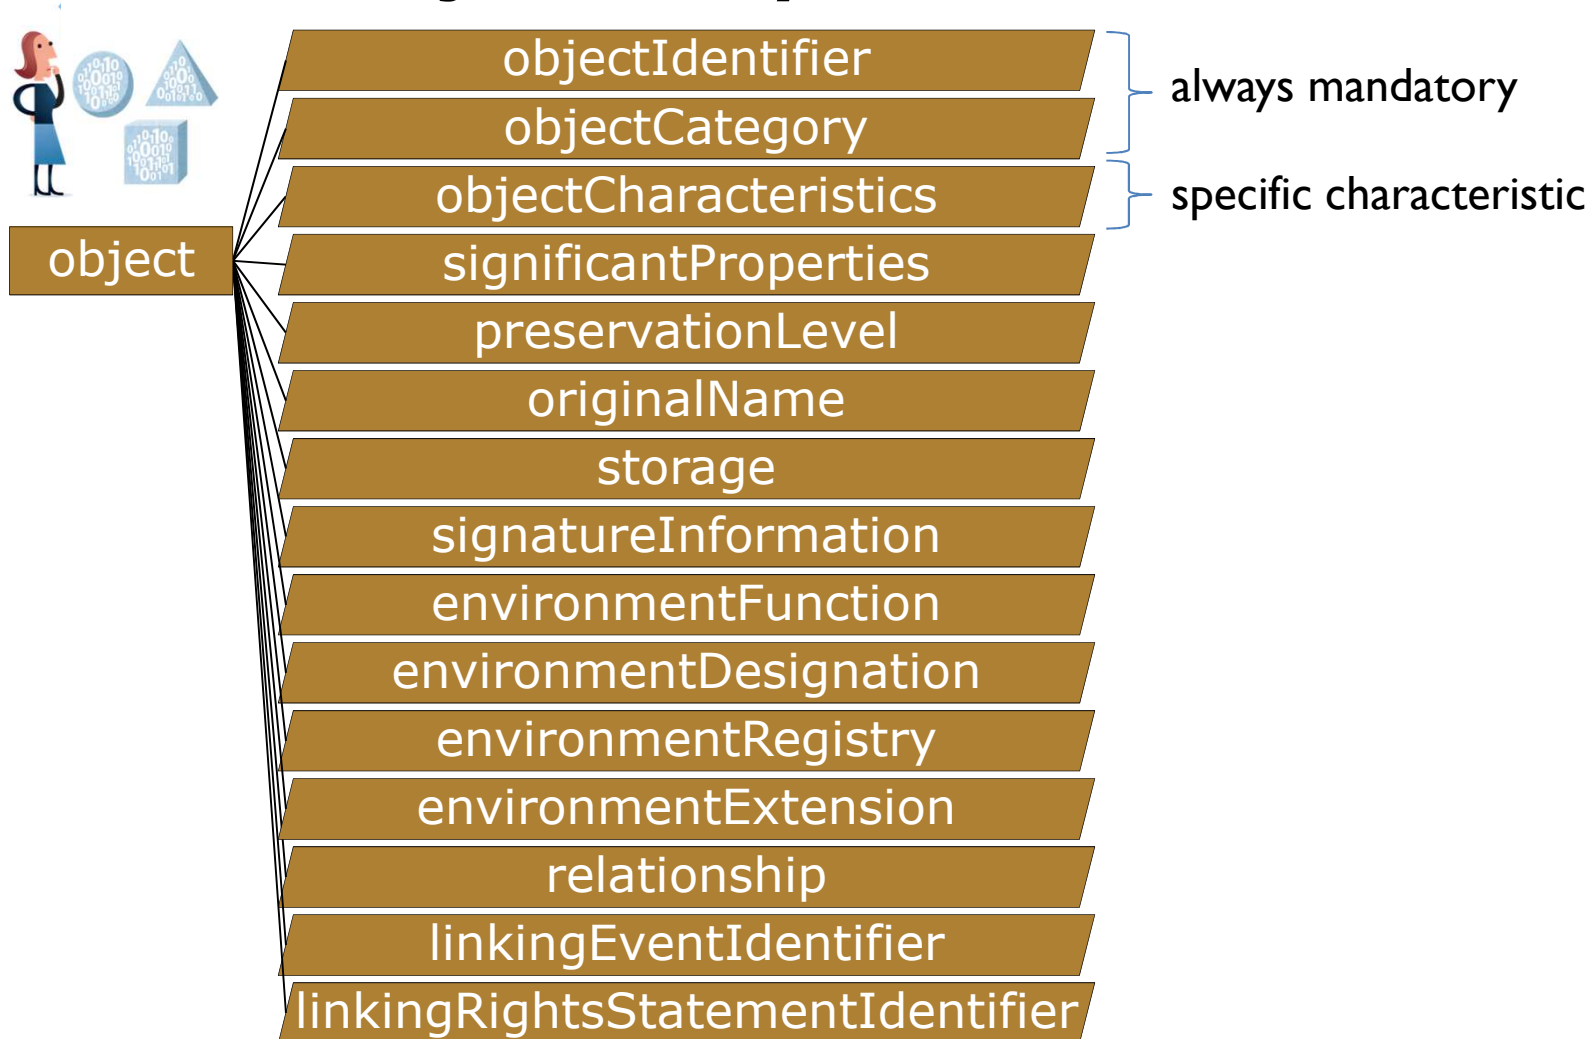 objectIdentifier
objectCategory
always mandatory
objectCharacteristics
specific characteristic
object
significantProperties
preservationLevel
originalName
storage
signatureInformation
environmentFunction
environmentDesignation
environmentRegistry
environmentExtension
relationship
linkingEventIdentifier
linkingRightsStatementIdentifier